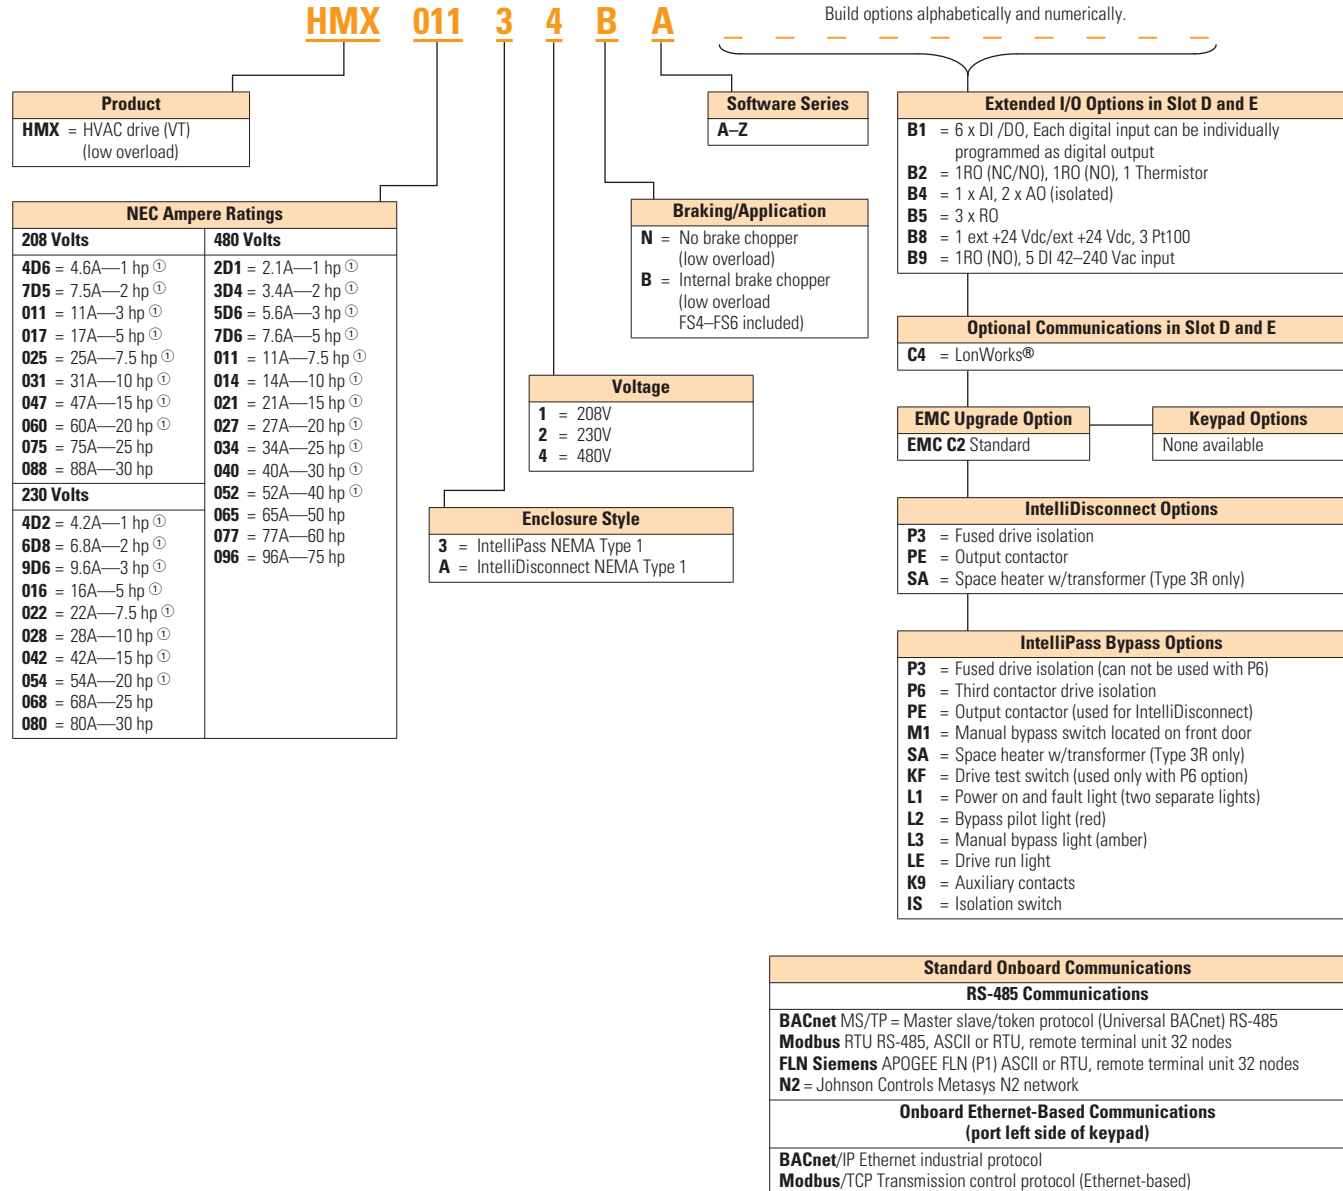 Build options alphabetically and numerically.
HMX 011 3 4 B A
Product
HMX = HVAC drive (VT)
(low overload)
Software Series
A–Z
NEC Ampere Ratings
208 Volts
4D6 = 4.6A—1 hp ①
7D5 = 7.5A—2 hp ①
011 = 11A—3 hp ①
017 = 17A—5 hp ①
025 = 25A—7.5 hp ①
031 = 31A—10 hp ①
047 = 47A—15 hp ①
060 = 60A—20 hp ①
075 = 75A—25 hp
088 = 88A—30 hp
230 Volts
4D2 = 4.2A—1 hp ①
6D8 = 6.8A—2 hp ①
9D6 = 9.6A—3 hp ①
016 = 16A—5 hp ①
022 = 22A—7.5 hp ①
028 = 28A—10 hp ①
042 = 42A—15 hp ①
054 = 54A—20 hp ①
068 = 68A—25 hp
080 = 80A—30 hp
480 Volts
2D1 = 2.1A—1 hp ①
3D4 = 3.4A—2 hp ①
5D6 = 5.6A—3 hp ①
7D6 = 7.6A—5 hp ①
011 = 11A—7.5 hp ①
014 = 14A—10 hp ①
021 = 21A—15 hp ①
027 = 27A—20 hp ①
034 = 34A—25 hp ①
040 = 40A—30 hp ①
052 = 52A—40 hp ①
065 = 65A—50 hp
077 = 77A—60 hp
096 = 96A—75 hp
Braking/Application
N = No brake chopper
(low overload)
B = Internal brake chopper
(low overload
FS4–FS6 included)
Voltage
1 = 208V
2 = 230V
4 = 480V
Enclosure Style
3 = IntelliPass NEMA Type 1
A = IntelliDisconnect NEMA Type 1
Extended I/O Options in Slot D and E
B1 = 6 x DI /DO, Each digital input can be individually
programmed as digital output
B2 = 1RO (NC/NO), 1RO (NO), 1 Thermistor
B4 = 1 x AI, 2 x AO (isolated)
B5 = 3 x RO
B8 = 1 ext +24 Vdc/ext +24 Vdc, 3 Pt100
B9 = 1RO (NO), 5 DI 42–240 Vac input
Optional Communications in Slot D and E
C4 = LonWorks®
EMC Upgrade Option
EMC C2 Standard
Keypad Options
None available
IntelliDisconnect Options
P3 = Fused drive isolation
PE = Output contactor
SA = Space heater w/transformer (Type 3R only)
IntelliPass Bypass Options
P3 = Fused drive isolation (can not be used with P6)
P6 = Third contactor drive isolation
PE = Output contactor (used for IntelliDisconnect)
M1 = Manual bypass switch located on front door
SA = Space heater w/transformer (Type 3R only)
KF = Drive test switch (used only with P6 option)
L1 = Power on and fault light (two separate lights)
L2 = Bypass pilot light (red)
L3 = Manual bypass light (amber)
LE = Drive run light
K9 = Auxiliary contacts
IS = Isolation switch
Standard Onboard Communications
RS-485 Communications
BACnet MS/TP = Master slave/token protocol (Universal BACnet) RS-485
Modbus RTU RS-485, ASCII or RTU, remote terminal unit 32 nodes
FLN Siemens APOGEE FLN (P1) ASCII or RTU, remote terminal unit 32 nodes
N2 = Johnson Controls Metasys N2 network
Onboard Ethernet-Based Communications
(port left side of keypad)
BACnet/IP Ethernet industrial protocol
Modbus/TCP Transmission control protocol (Ethernet-based)